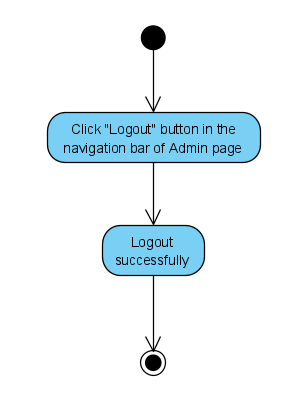 Click "Logout" button in the
navigation bar of Admin page
Logout
successfully